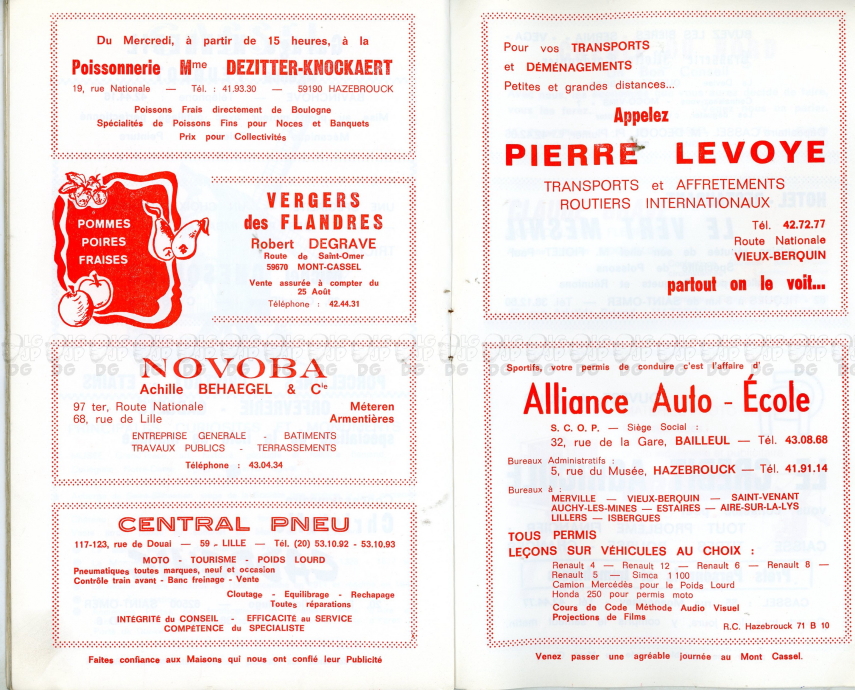 Du Mercredi, à partir de 15 heures, à la
Poissonnerie Mme DEZITTER-KNOCKAERT
19, rue Nationale — Tél. : 41.93.30 — 59190 HAZEBROUCK
Poissons Frais directement de Boulogne
Spécialités de Poissons Fins pour Noces et Banquets
Prix pour Collectivités
POMMES
POIRES
FRAISES
VERGERS
des FLANDRES
Robert DEGRAVE
Route de Saint-Omer
59670 MONT-CASSEL
Vente assurée à compter du
25 Août
Téléphone : 42.44.31
NOVOBA
Achille BEHAEGEL & Cie
97 ter, Route Nationale Méteren
68, rue de Lille Armentières
ENTREPRISE GENERALE - BATIMENTS
TRAVAUX PUBLICS - TERRASSEMENTS
Téléphone : 43.04.34
CENTRAL PNEU
117-123, rue de Douai — 59 - LILLE — Tél. (20) 53.10.92 - 53.10.93
MOTO - TOURISME - POIDS LOURD
Pneumatiques toutes marques, neuf et occasion
Contrôle train avant - Banc freinage - Vente
Cloutage - Equilibrage - Rechapage
Toutes réparations
INTÉGRITÉ du CONSEIL - EFFICACITÉ au SERVICE
COMPÉTENCE du SPECIALISTE
Faites confiance aux Maisons qui nous ont confié leur Publicité
Pour vos TRANSPORTS
et DÉMÉNAGEMENTS
Petites et grandes distances...
Appelez
PIERRE LEVOYE
TRANSPORTS et AFFRETEMENTS
ROUTIERS INTERNATIONAUX
Tél. 42.72.77
Route Nationale
VIEUX-BERQUIN
partout on le voit...
Sportifs, votre permis de conduire c'est l'affaire d'
Alliance Auto - École
S. C. O. P. — Siège Social :
32, rue de la Gare, BAILLEUL — Tél. 43.08.68
Bureaux Administratifs :
5, rue du Musée, HAZEBROUCK — Tél. 41.91.14
Bureaux à :
MERVILLE — VIEUX-BERQUIN — SAINT-VENANT
AUCHY-LES-MINES — ESTAIRES — AIRE-SUR-LA-LYS
LILLERS — ISBERGUES
TOUS PERMIS
LEÇONS SUR VÉHICULES AU CHOIX :
Renault 4 — Renault 12 — Renault 6 — Renault 8 —
Renault 5 — Simca 1 100
Camion Mercédès pour le Poids Lourd
Honda 250 pour permis moto
Cours de Code Méthode Audio Visuel
Projections de Films
R.C. Hazebrouck 71 B 10
Venez passer une agréable journée au Mont Cassel.